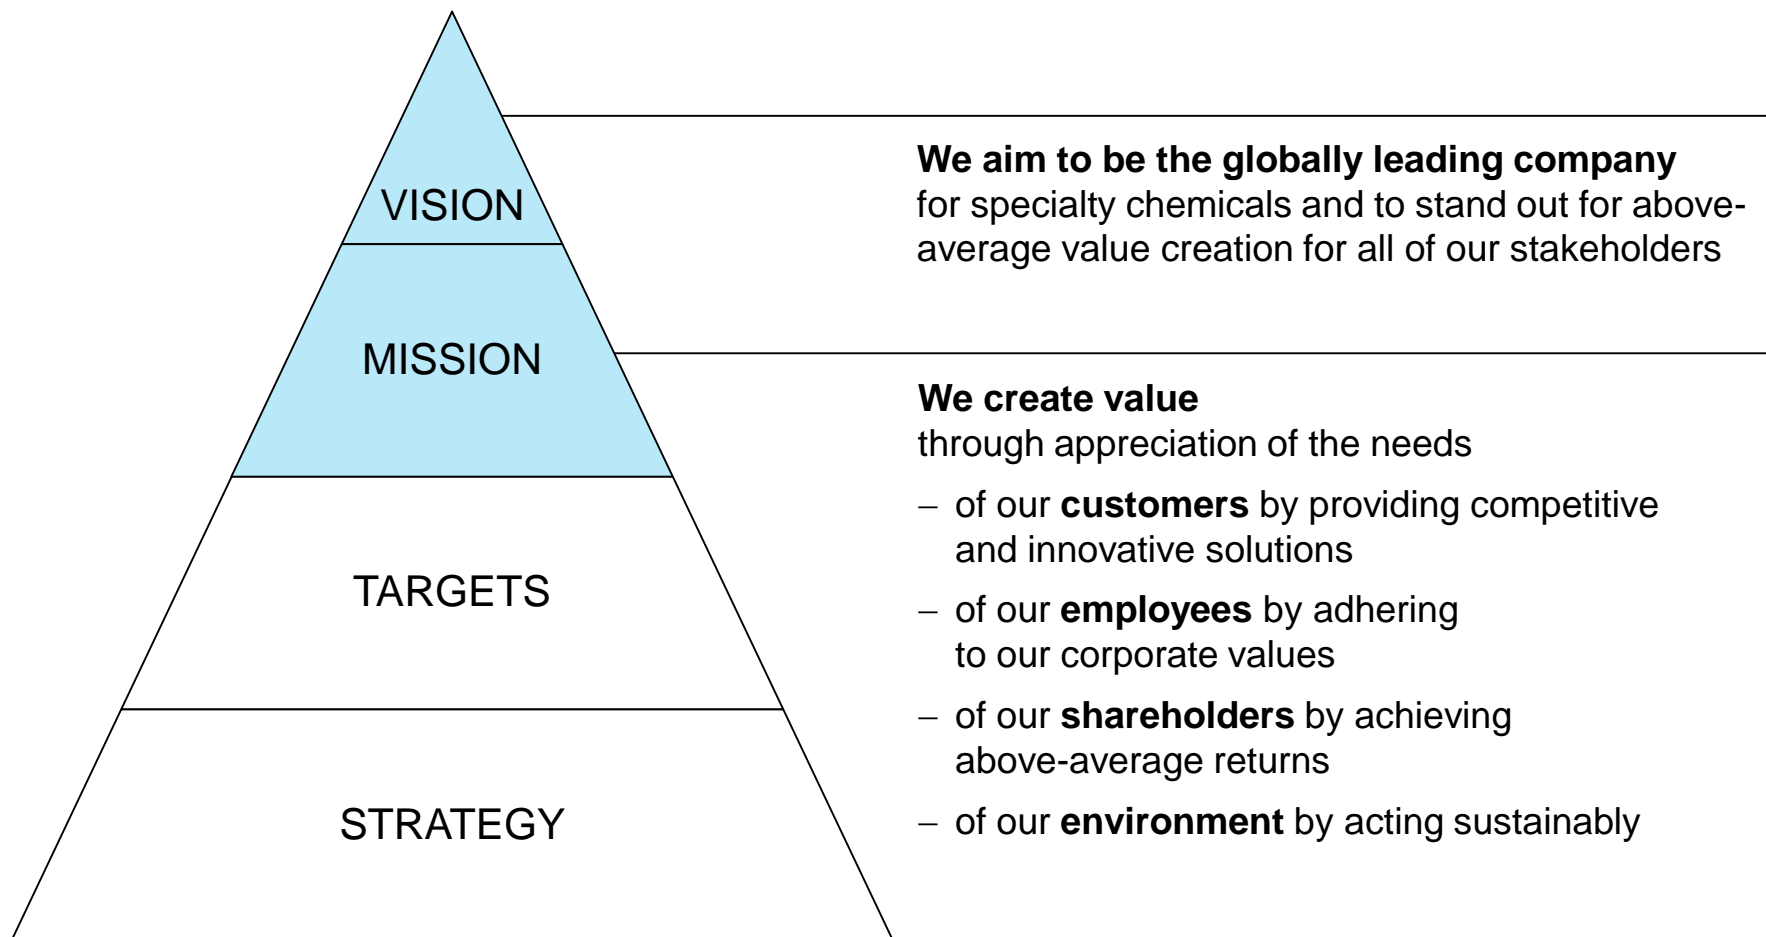 VISION
We aim to be the globally leading company
for specialty chemicals and to stand out for above-
average value creation for all of our stakeholders
MISSION
We create value
through appreciation of the needs
– of our customers by providing competitive
and innovative solutions
– of our employees by adhering
to our corporate values
– of our shareholders by achieving
above-average returns
– of our environment by acting sustainably
TARGETS
STRATEGY